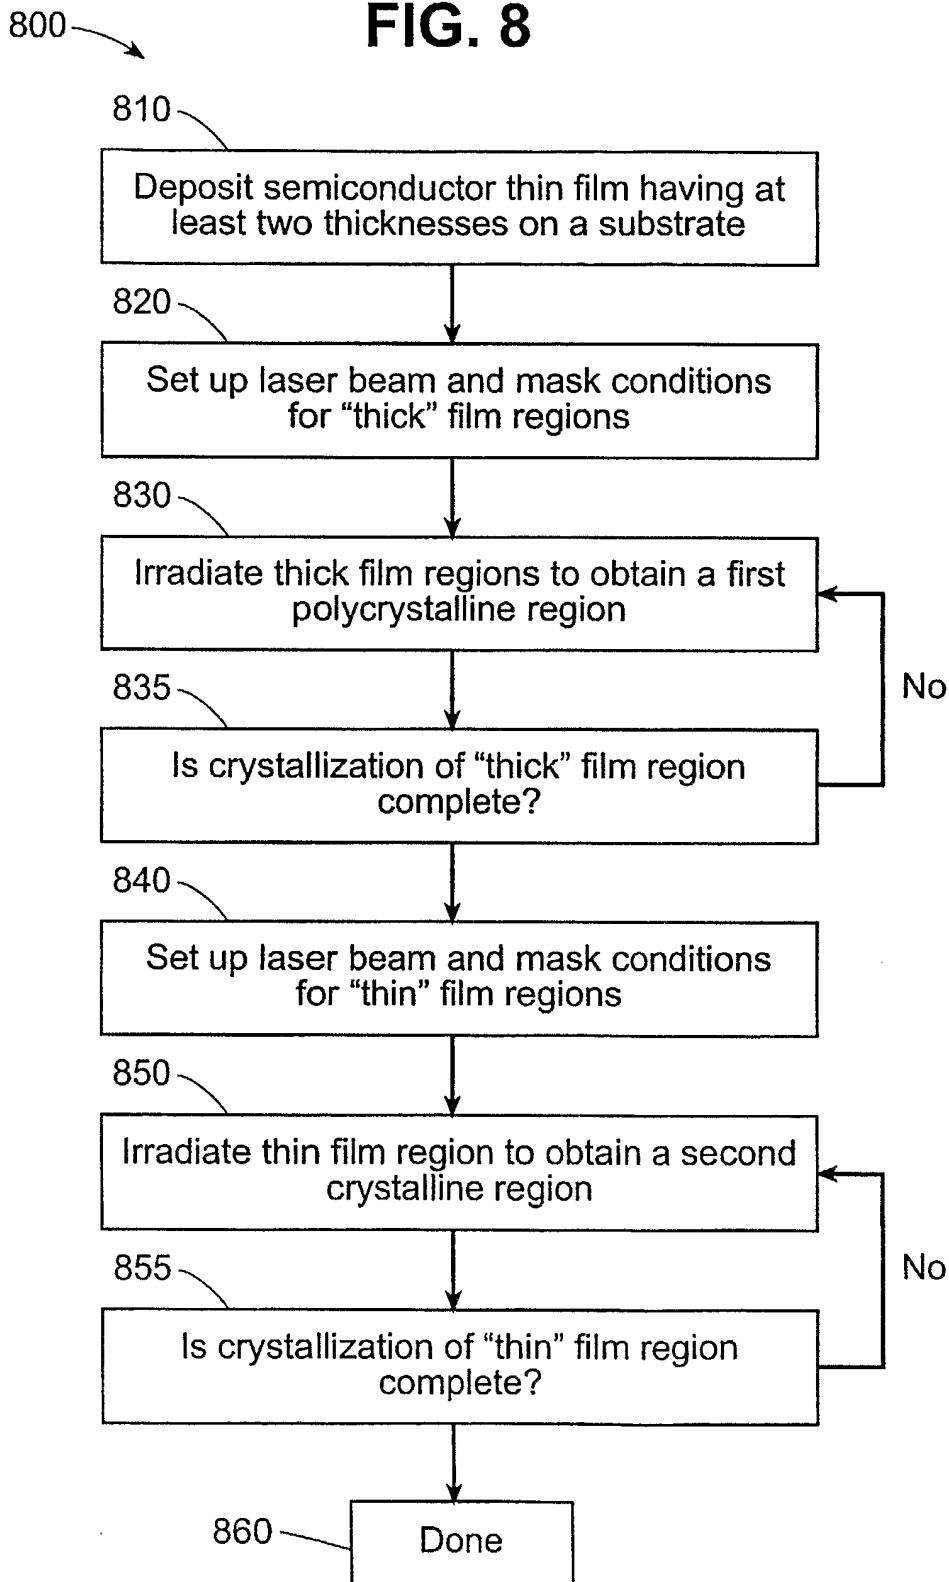 FIG. 8
800
810
Deposit semiconductor thin film having at
least two thicknesses on a substrate
820
Set up laser beam and mask conditions
for “thick” film regions
830
Irradiate thick film regions to obtain a first
polycrystalline region
No
835
Is crystallization of “thick” film region
complete?
840
Set up laser beam and mask conditions
for “thin” film regions
850
Irradiate thin film region to obtain a second
crystalline region
No
855
Is crystallization of “thin” film region
complete?
860
Done